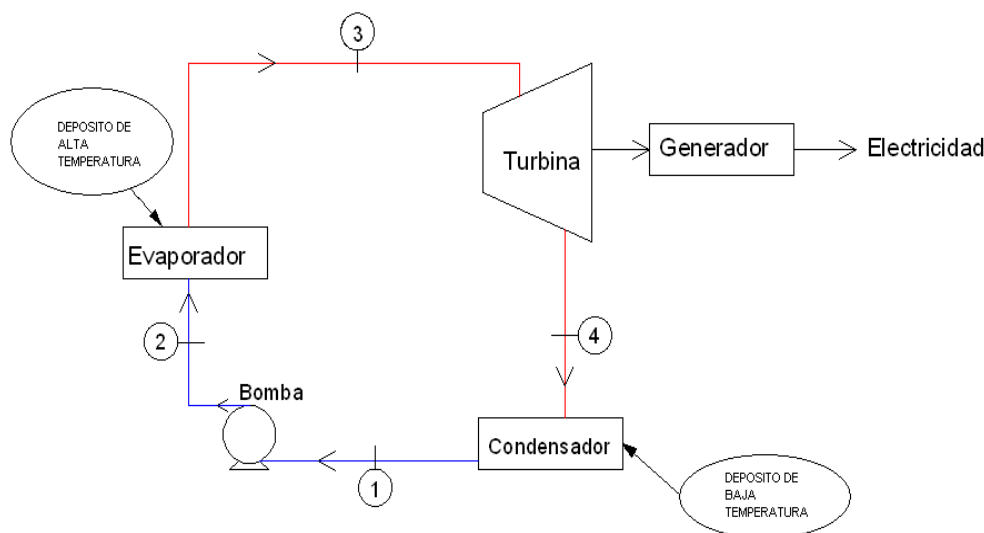 3
DEPOSITO DE
ALTA
TEMPERATURA
Turbina
Generador
Electricidad
Evaporador
2
4
Bomba
Condensador
1
DEPOSITO DE
BAJA
TEMPERATURA